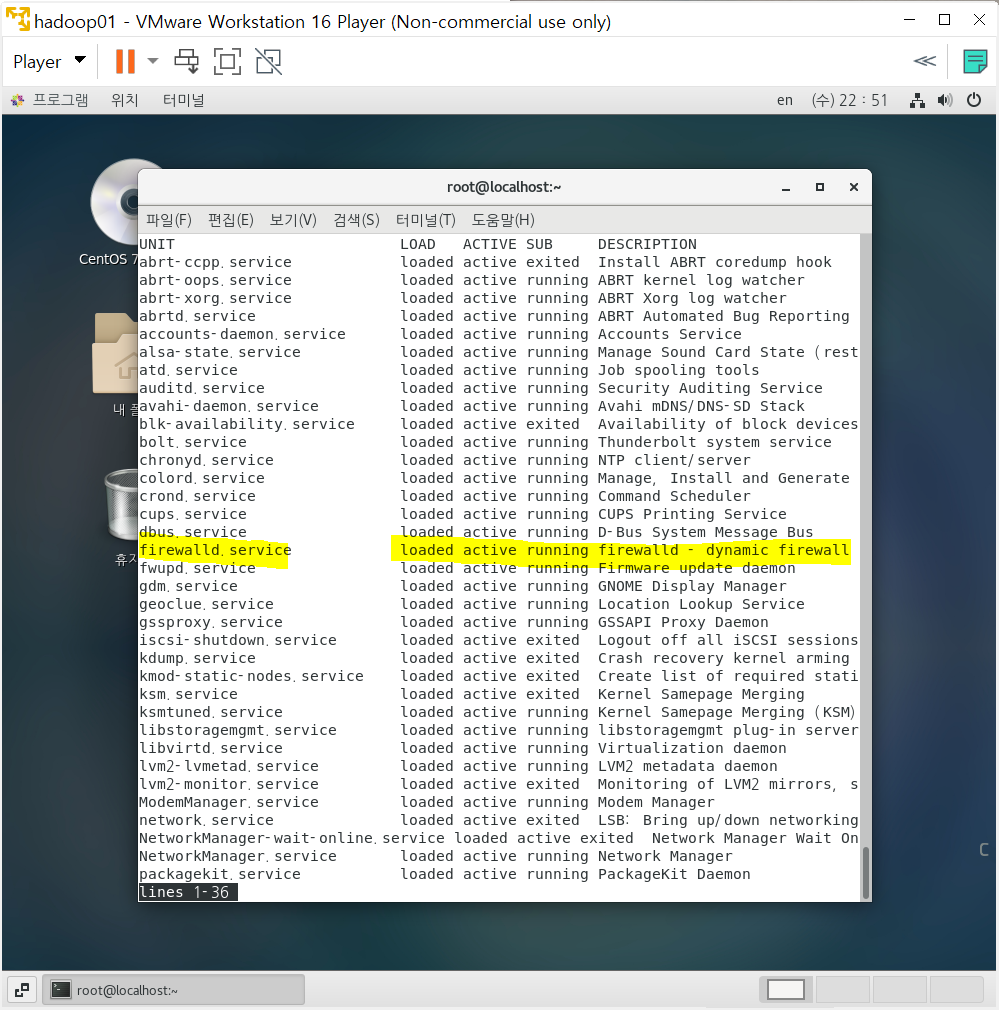 hadoop01 - VMware Workstation 16 Player (Non-commercial use only)
Player
프로그램 위치 터미널 en (수) 22 : 51
CentOS 7
내
root@localhost:~
파일(F) 편집(E) 보기(V) 검색(S) 터미널(T) 도움말(H)
UNIT LOAD ACTIVE SUB DESCRIPTION
abrt-ccpp.service loaded active exited Install ABRT coredump hook
abrt-oops.service loaded active running ABRT kernel log watcher
abrt-xorg.service loaded active running ABRT Xorg log watcher
abrtd.service loaded active running ABRT Automated Bug Reporting
accounts-daemon.service loaded active running Accounts Service
alsa-state.service loaded active running Manage Sound Card State (rest
atd.service loaded active running Job spooling tools
auditd.service loaded active running Security Auditing Service
avahi-daemon.service loaded active running Avahi mDNS/DNS-SD Stack
blk-availability.service loaded active exited Availability of block devices
bolt.service loaded active running Thunderbolt system service
chronyd.service loaded active running NTP client/server
colord.service loaded active running Manage, Install and Generate
crond.service loaded active running Command Scheduler
cups.service loaded active running CUPS Printing Service
dbus.service loaded active running D-Bus System Message Bus
firewalld.service loaded active running firewalld - dynamic firewall
fwupd.service loaded active running Firmware update daemon
gdm.service loaded active running GNOME Display Manager
geoclue.service loaded active running Location Lookup Service
gssproxy.service loaded active running GSSAPI Proxy Daemon
iscsi-shutdown.service loaded active exited Logout off all iSCSI sessions
kdump.service loaded active exited Crash recovery kernel arming
kmod-static-nodes.service loaded active exited Create list of required stati
ksm.service loaded active exited Kernel Samepage Merging
ksmtuned.service loaded active running Kernel Samepage Merging (KSM)
libstoragemgmt.service loaded active running libstoragemgmt plug-in server
libvirtd.service loaded active running Virtualization daemon
lvm2-lvmetad.service loaded active running LVM2 metadata daemon
lvm2-monitor.service loaded active exited Monitoring of LVM2 mirrors, s
ModemManager.service loaded active running Modem Manager
network.service loaded active exited LSB: Bring up/down networking
NetworkManager-wait-online.service loaded active exited Network Manager Wait On
NetworkManager.service loaded active running Network Manager
packagekit.service loaded active running PackageKit Daemon
lines 1-36
C
root@localhost:~